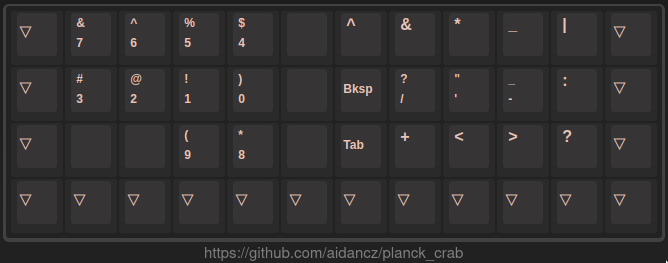 ▽ & ^ % $ ^ & * _ | ▽
7 6 5 4
▽ # @ ! ) Bksp ? " _ : ▽
3 2 1 0 / ' -
▽ ( * Tab + < > ? ▽
9 8
▽ ▽ ▽ ▽ ▽ ▽ ▽ ▽ ▽ ▽ ▽ ▽
https://github.com/aidancz/planck_crab